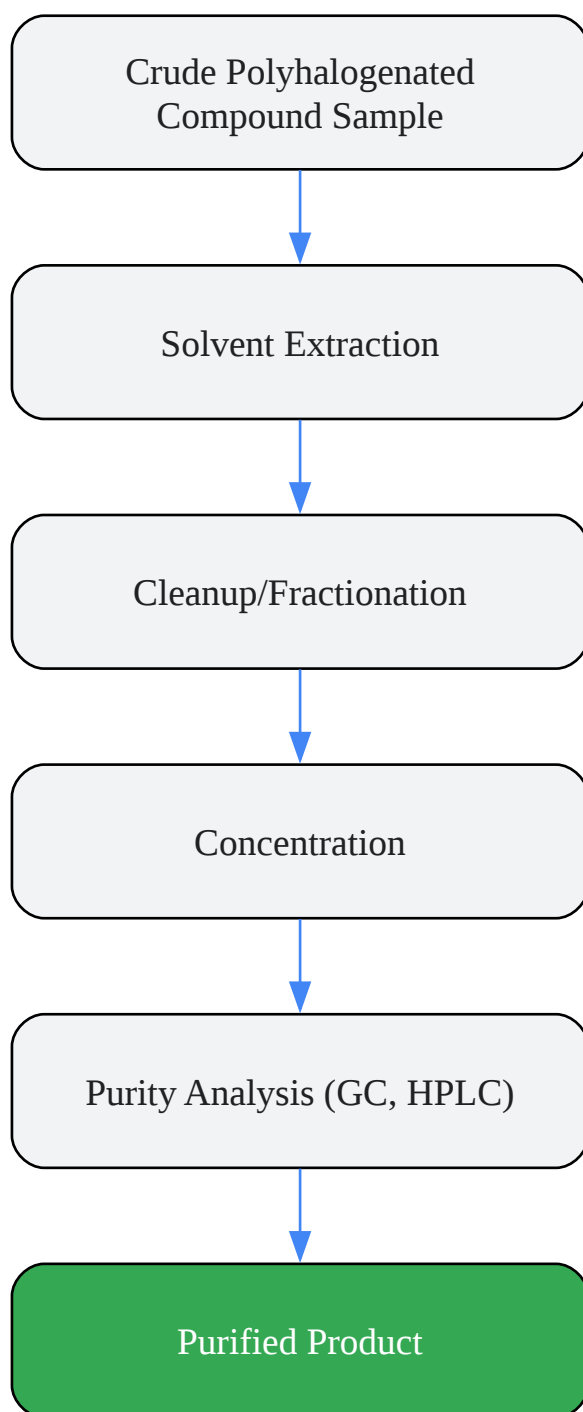 Crude Polyhalogenated
Compound Sample
Solvent Extraction
Cleanup/Fractionation
Concentration
Purity Analysis (GC, HPLC)
Purified Product